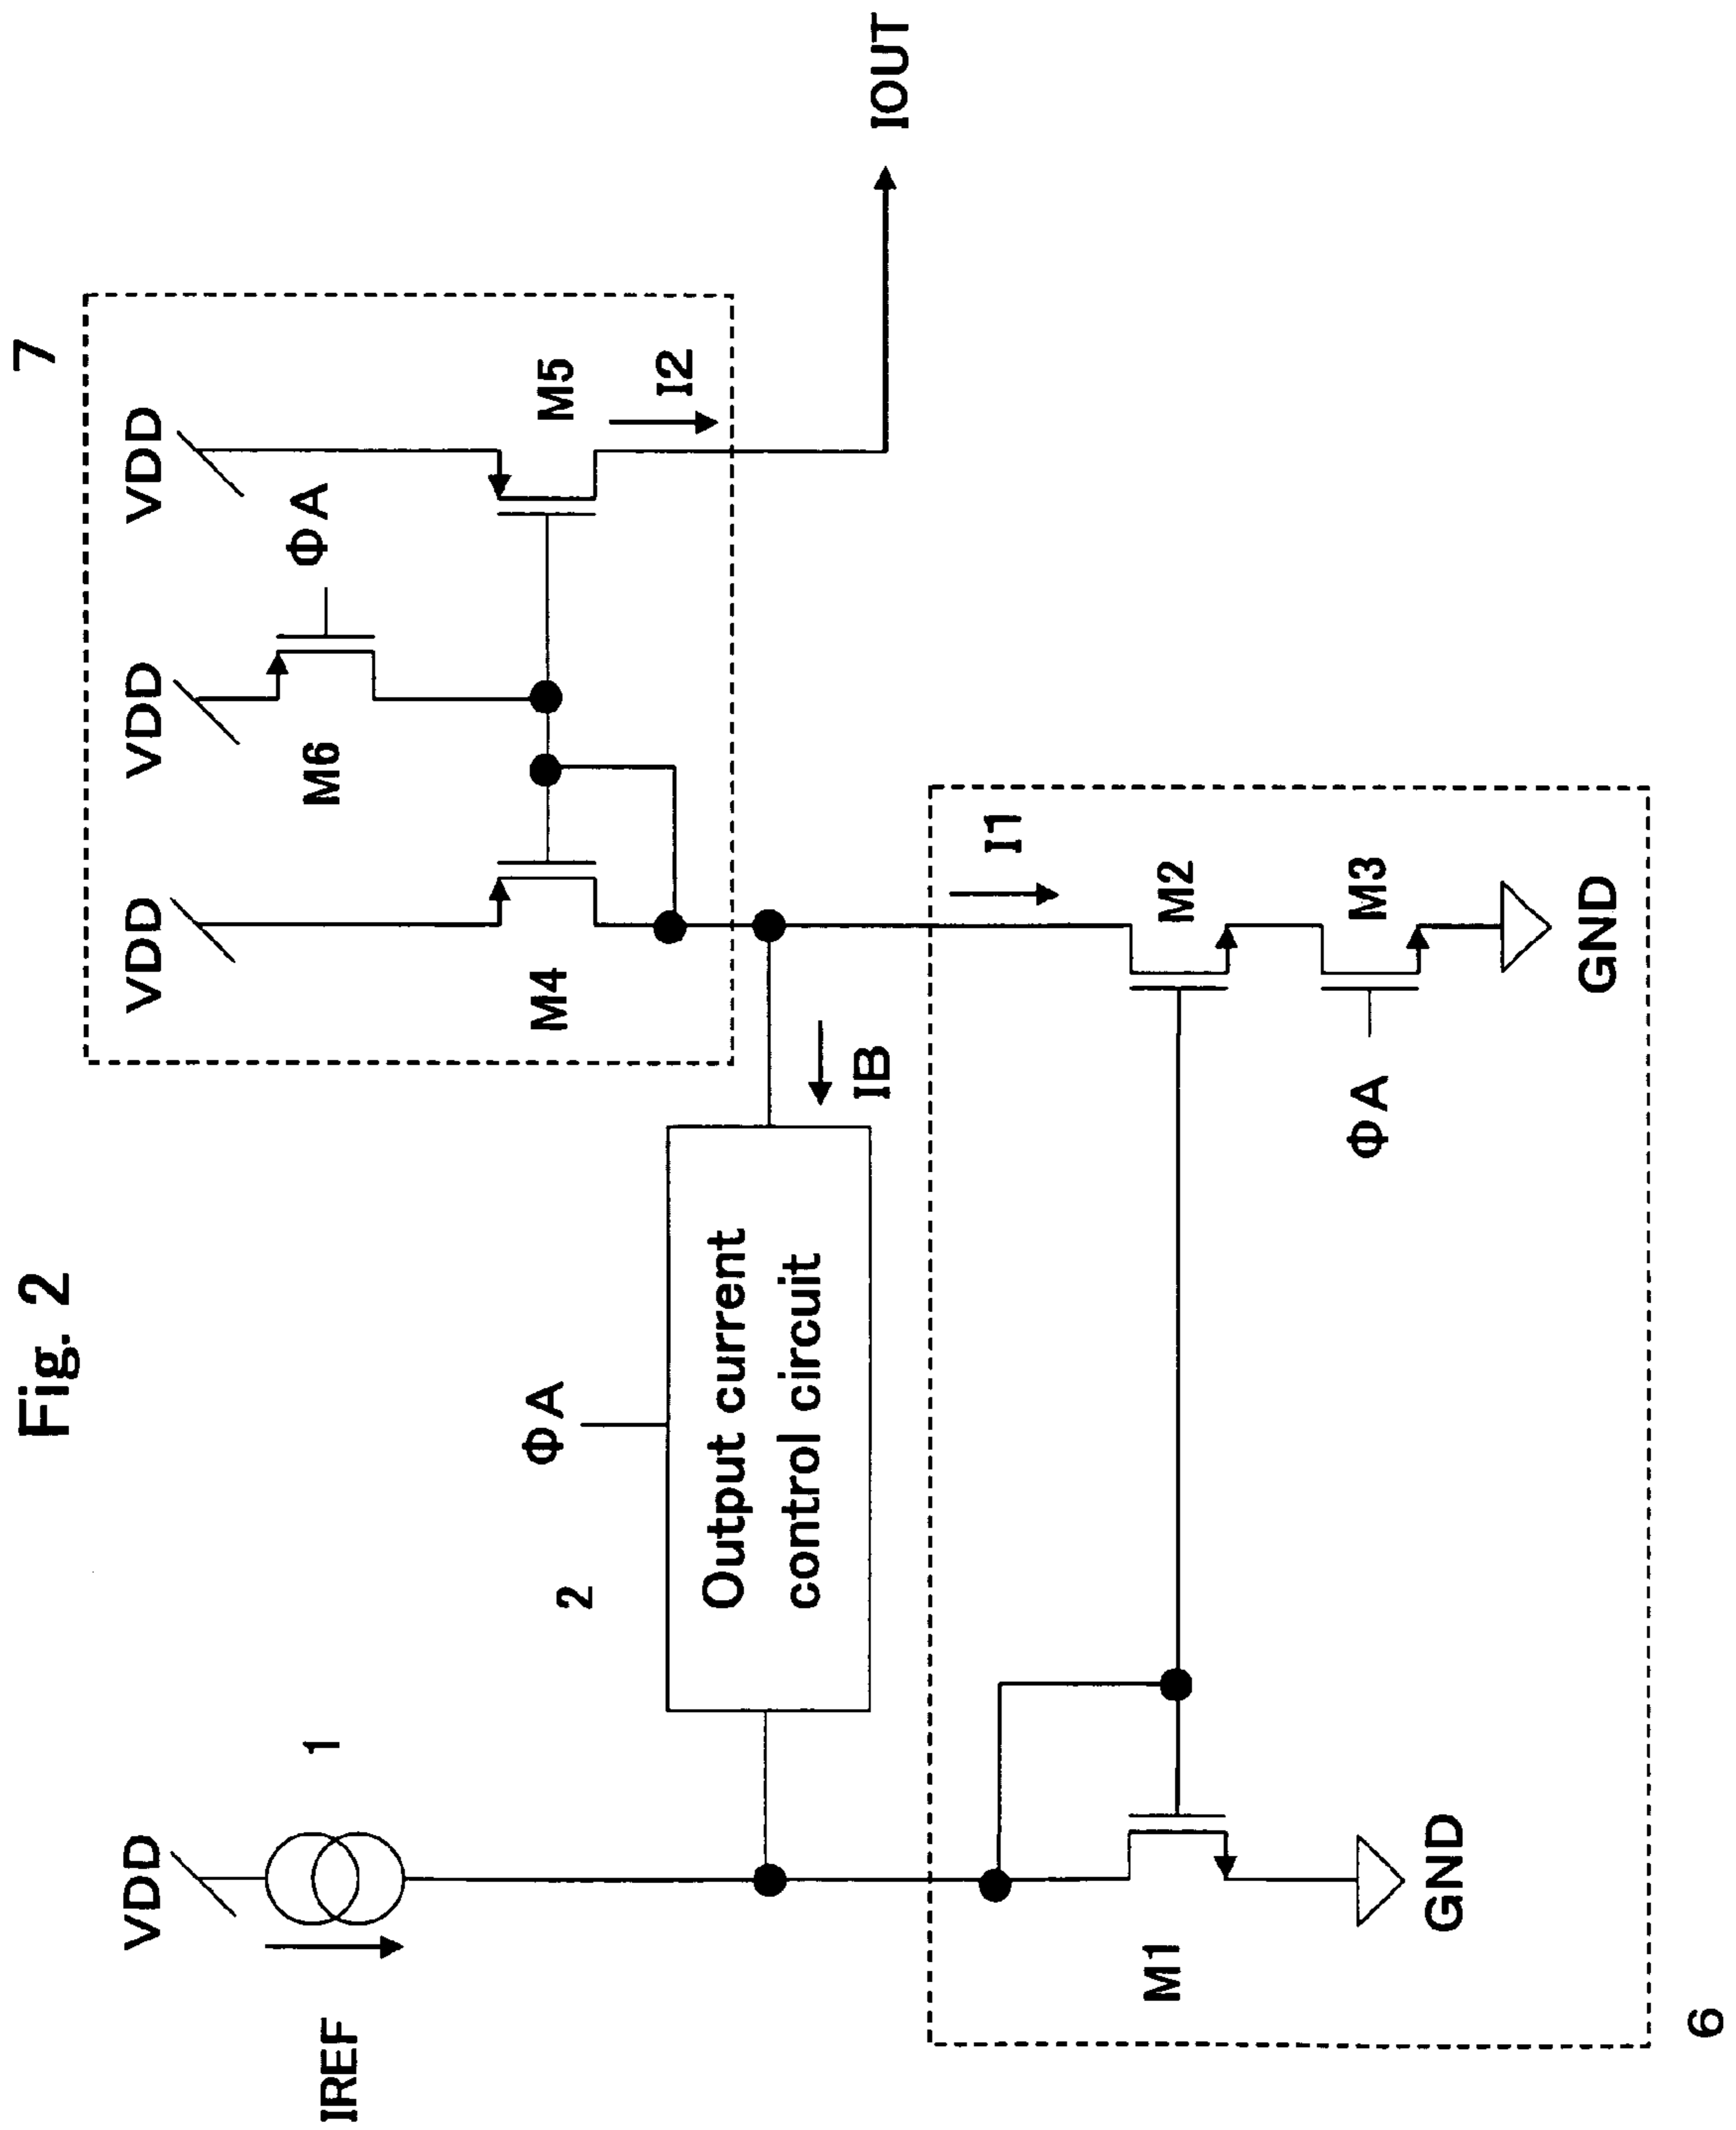 Fig. 2
7
VDD
VDD
VDD
VDD
ΦA
M6
M5
M4
I2
IOUT
IREF
1
ΦA
2
Output current
control circuit
IB
I1
M1
M2
ΦA
M3
GND
GND
6